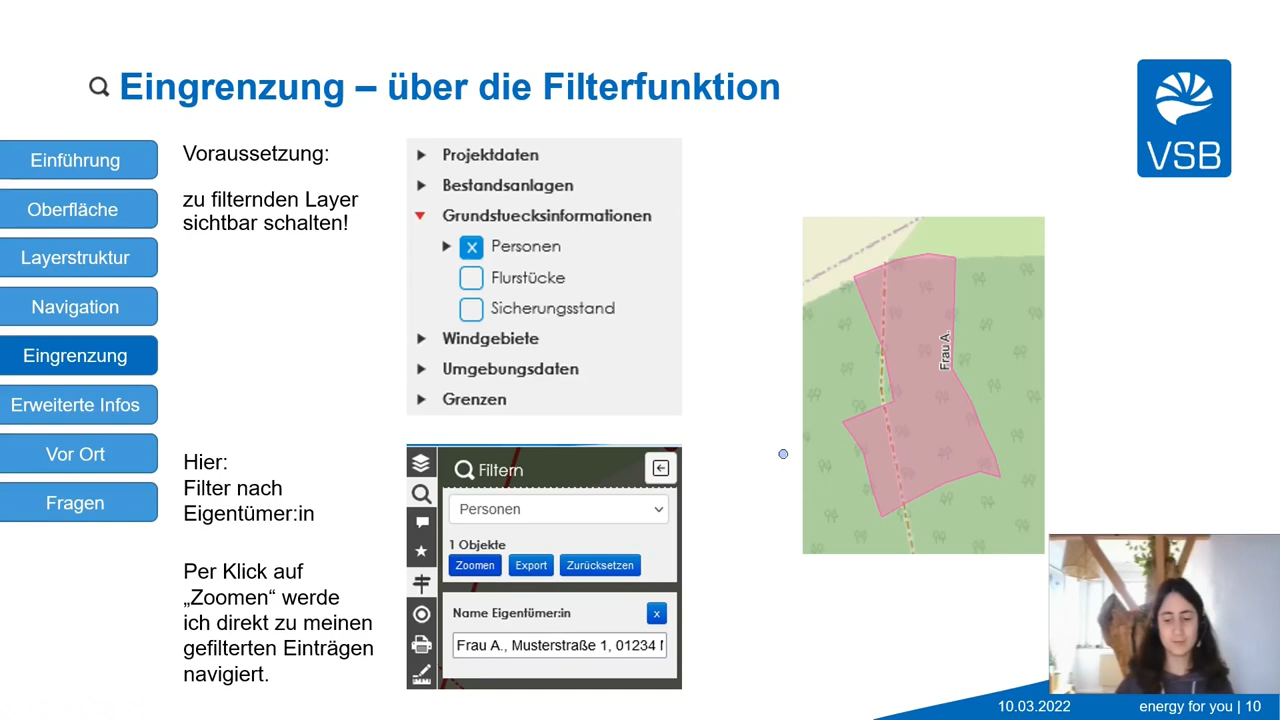 Eingrenzung – über die Filterfunktion
VSB
Einführung
Oberfläche
Layerstruktur
Navigation
Eingrenzung
Erweiterte Infos
Vor Ort
Fragen
Voraussetzung:
zu filternden Layer
sichtbar schalten!
Projektdaten
Bestandsanlagen
Grundstuecksinformationen
X Personen
Flurstücke
Sicherungsstand
Windgebiete
Umgebungsdaten
Grenzen
Frau A.
Hier:
Filter nach
Eigentümer:in
Per Klick auf
„Zoomen“ werde
ich direkt zu meinen
gefilterten Einträgen
navigiert.
Filtern
Personen
1 Objekte
Zoomen Export Zurücksetzen
Name Eigentümer:in x
Frau A., Musterstraße 1, 01234
10.03.2022 energy for you | 10